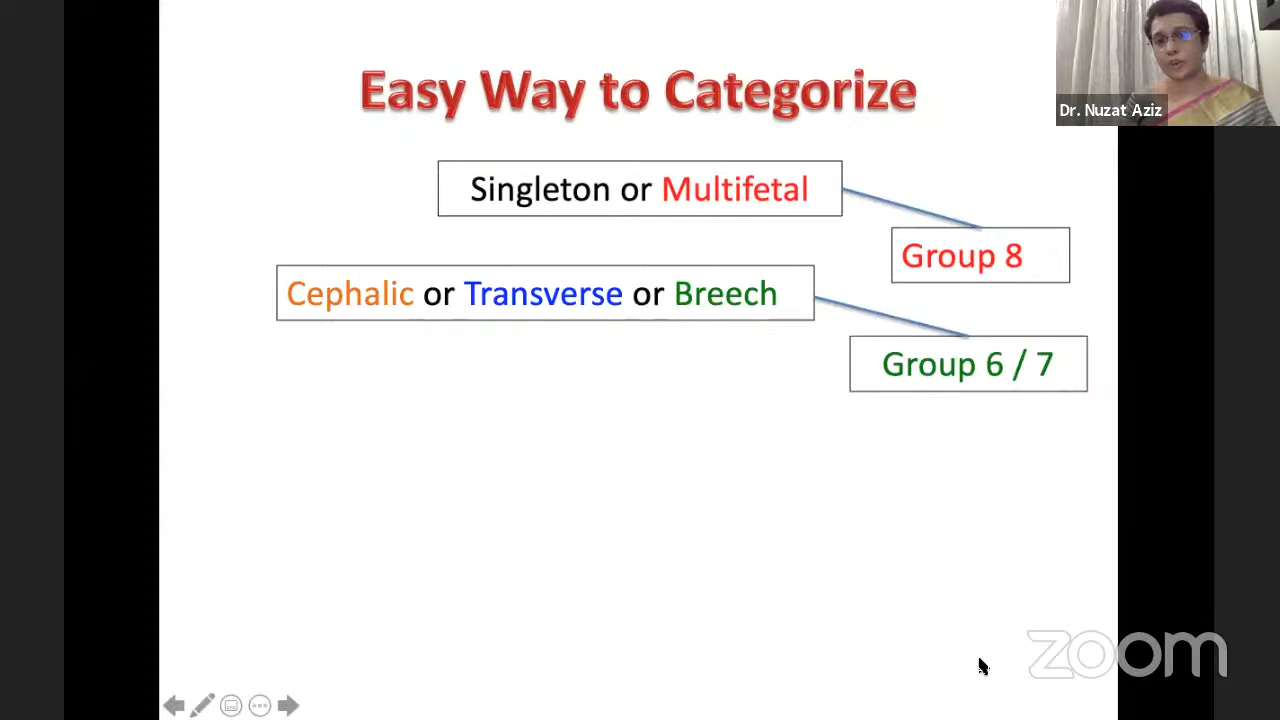 Easy Way to Categorize
Dr. Nuzat Aziz
Singleton or Multifetal
Group 8
Cephalic or Transverse or Breech
Group 6 / 7
zoom